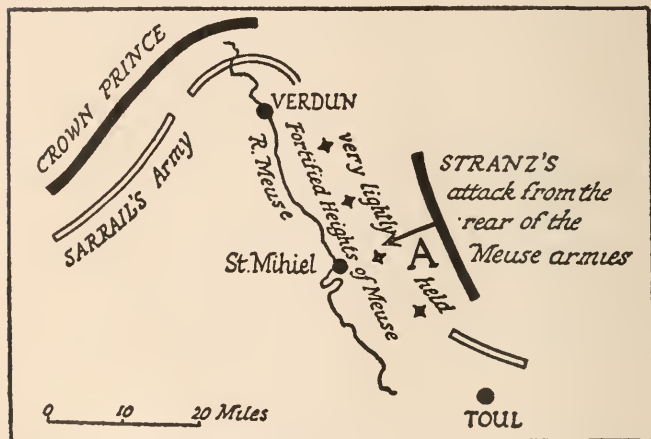 CROWN PRINCE
SARRAIL'S Army
VERDUN
R. Meuse
Fortified Heights of Meuse
very lightly
held
A
STRANZ'S
attack from the
rear of the
Meuse armies
St. Mihiel
TOUL
0 10 20 Miles